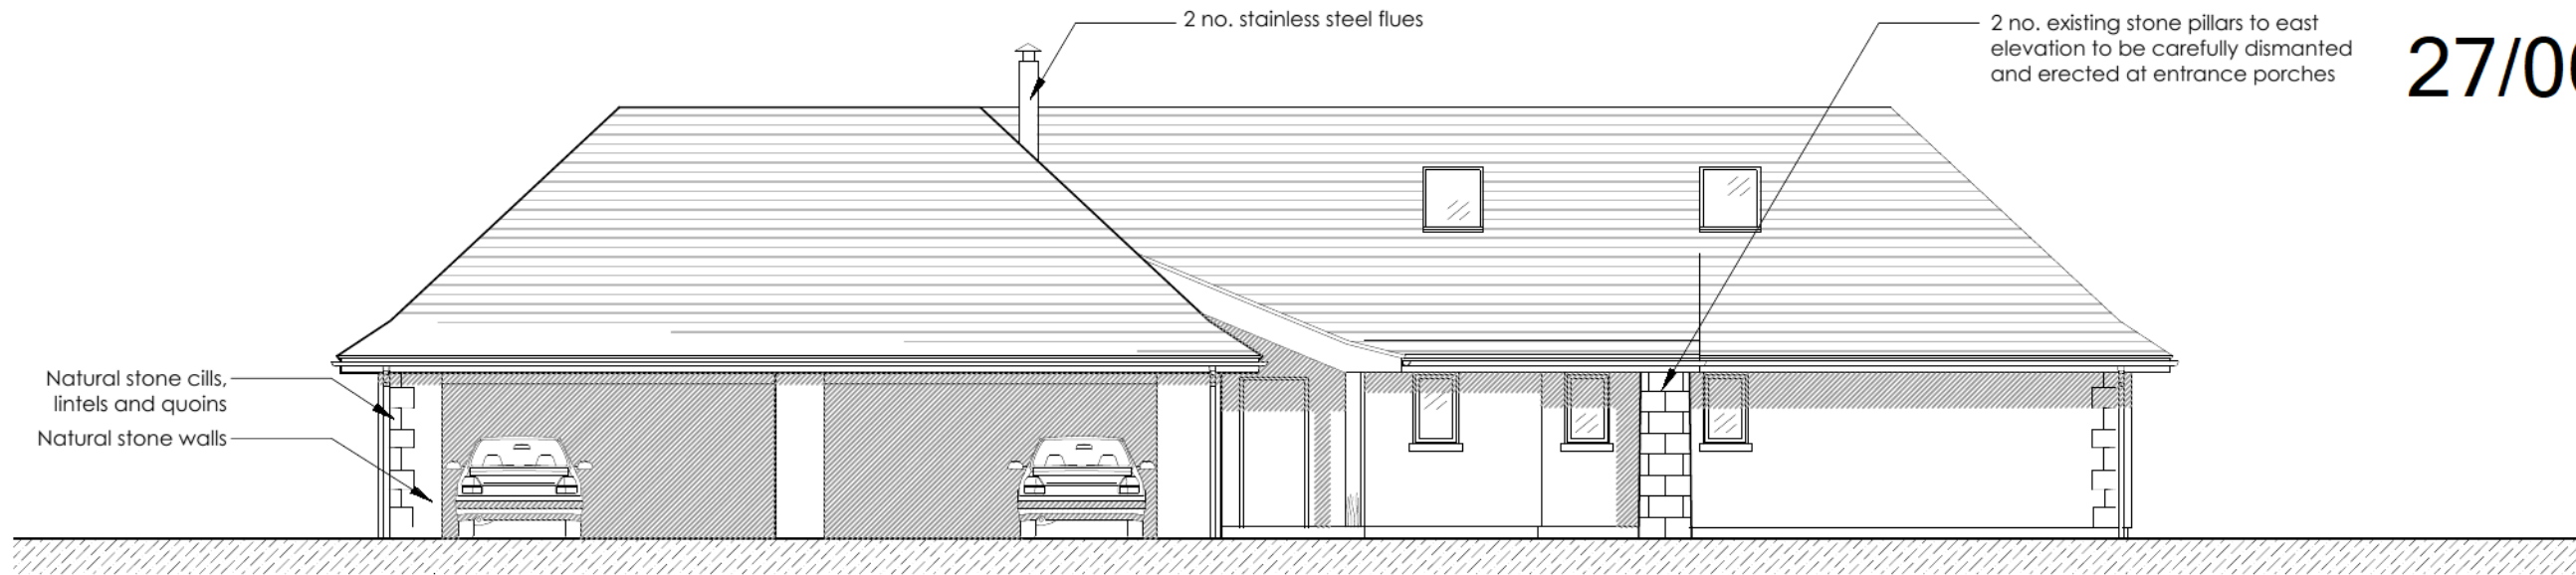 2 no. stainless steel flues
2 no. existing stone pillars to east
elevation to be carefully dismanted
and erected at entrance porches
27/0
Natural stone cills,
lintels and quoins
Natural stone walls